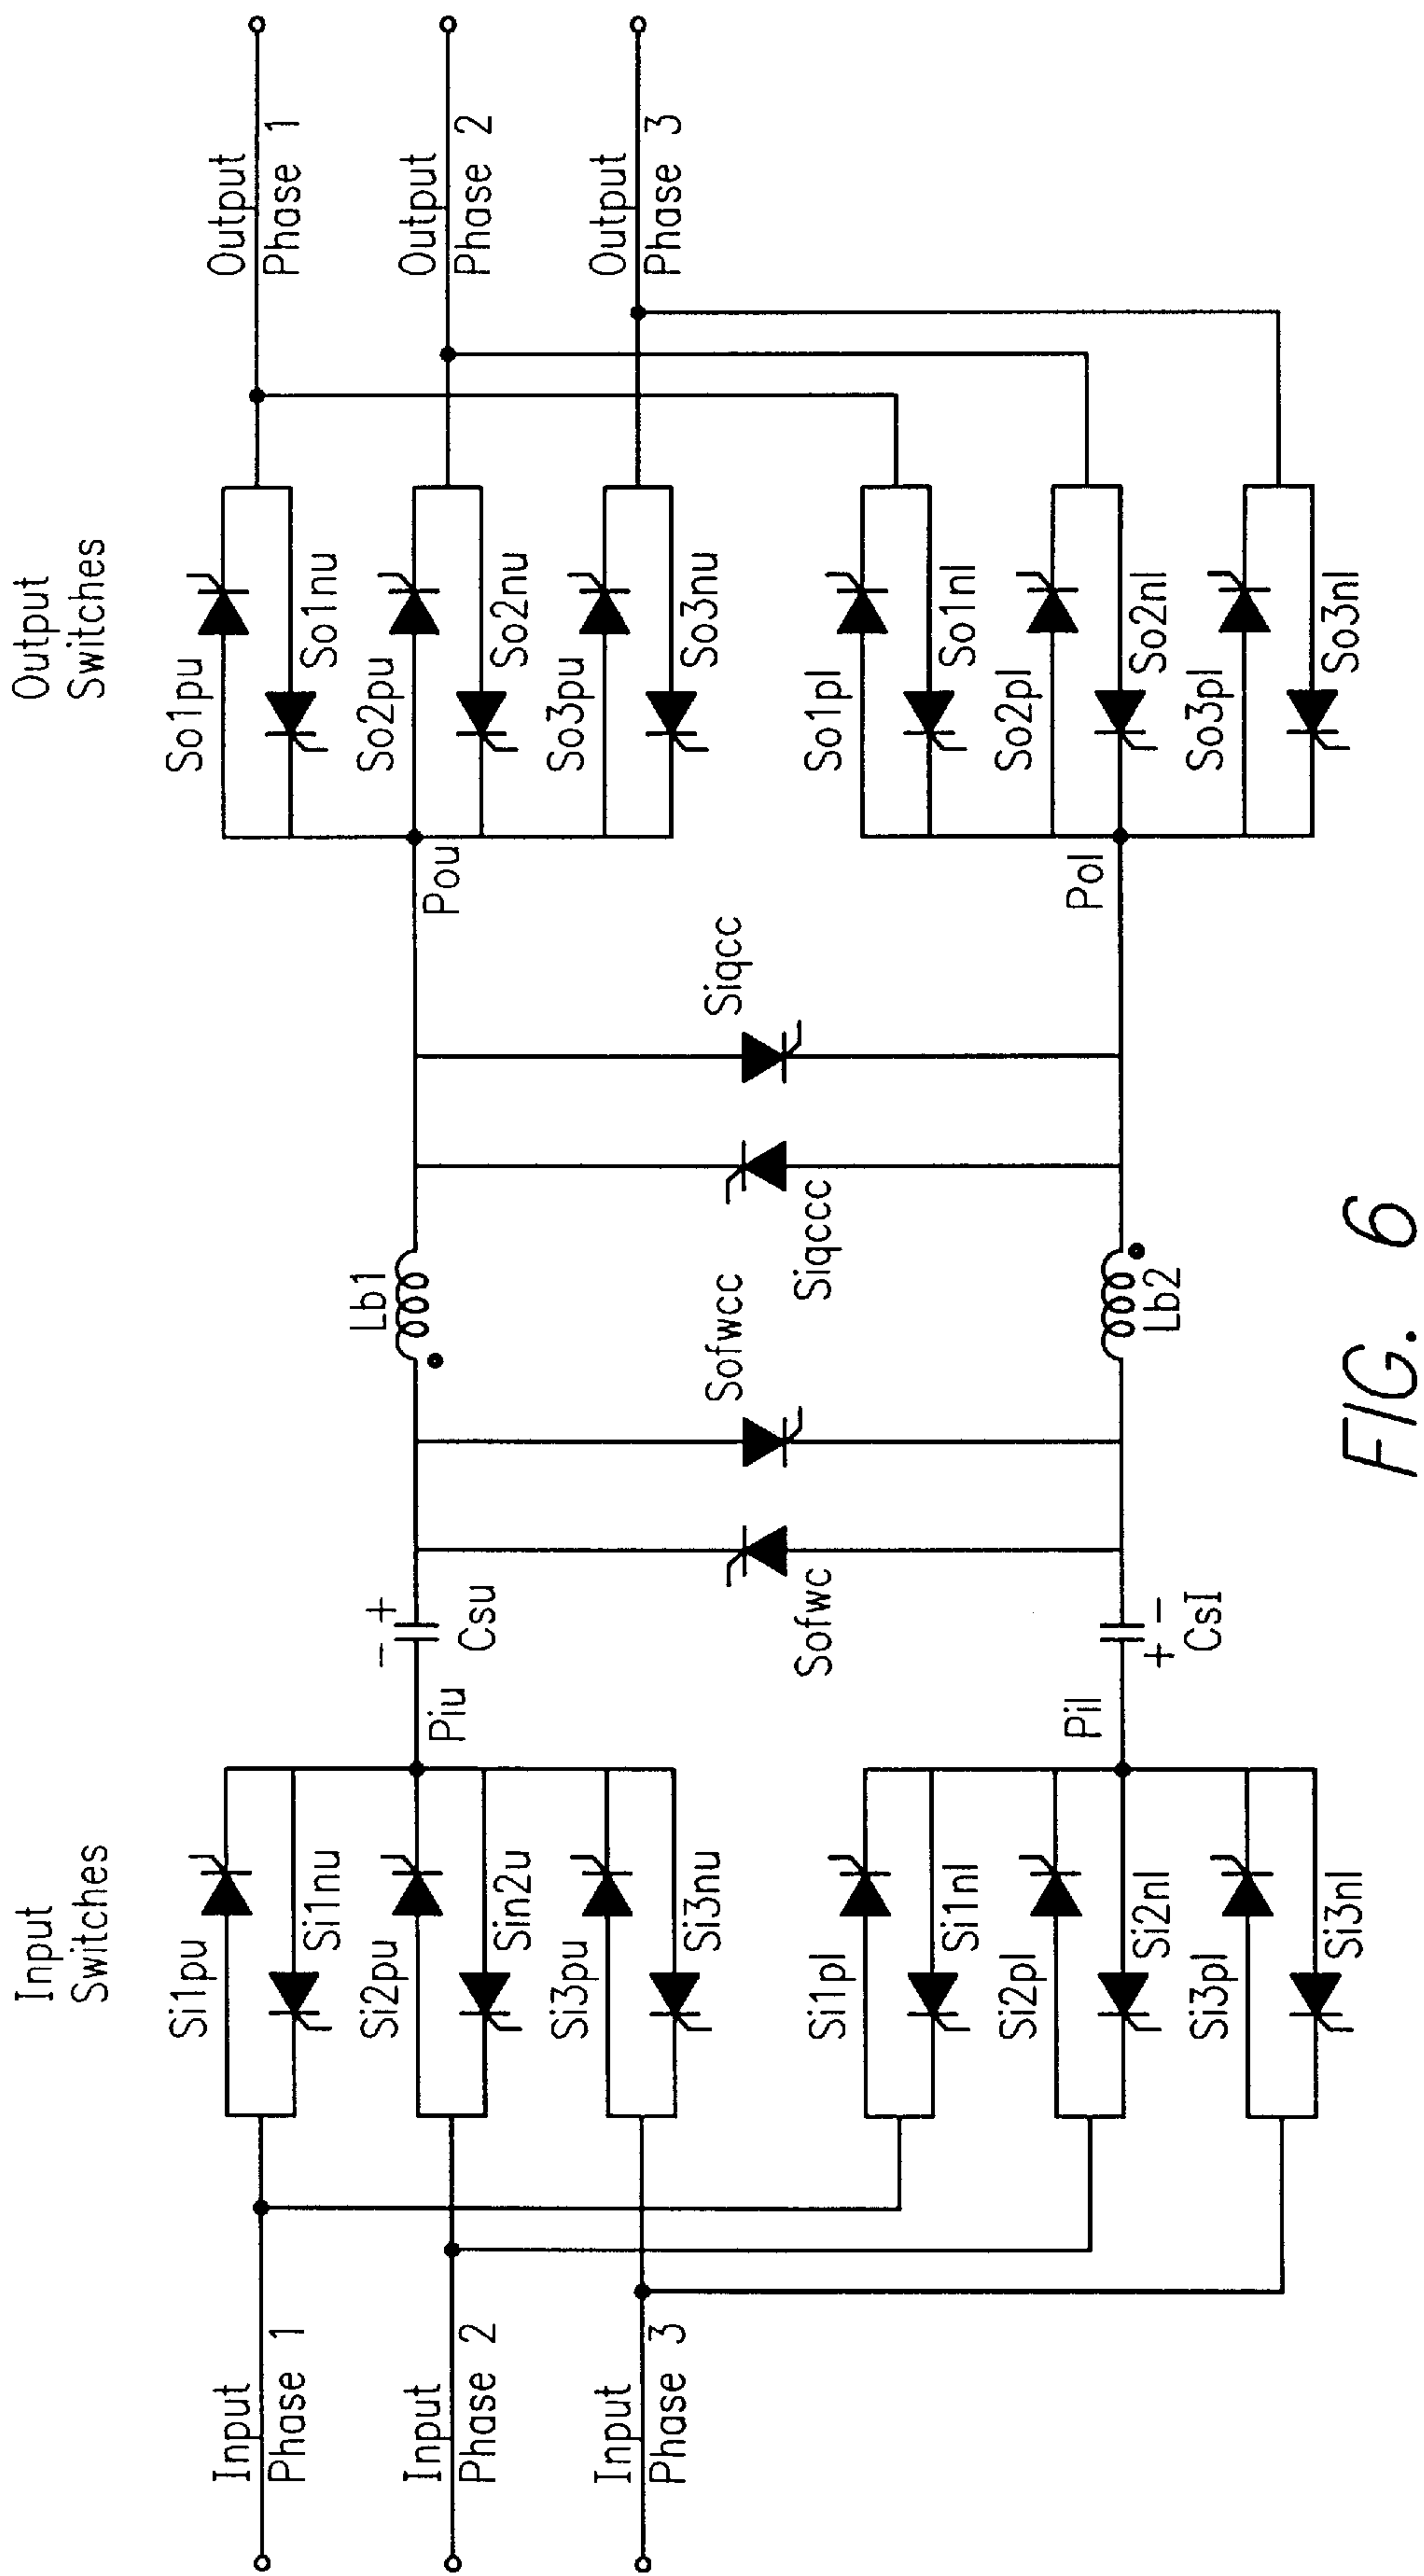 Input
Switches
Output
Switches
Input
Phase 1
Input
Phase 2
Input
Phase 3
Si1pu
Si1nu
Si2pu
Sin2u
Si3pu
Si3nu
Si1pl
Si1nl
Si2pl
Si2nl
Si3pl
Si3nl
Piu
Pil
- +
Csu
+ -
Csl
Sofwc
Sofwcc
Lb1
Lb2
Siqccc
Siqcc
Pou
Pol
So1pu
So1nu
So2pu
So2nu
So3pu
So3nu
So1pl
So1nl
So2pl
So2nl
So3pl
So3nl
Output
Phase 1
Output
Phase 2
Output
Phase 3
FIG. 6